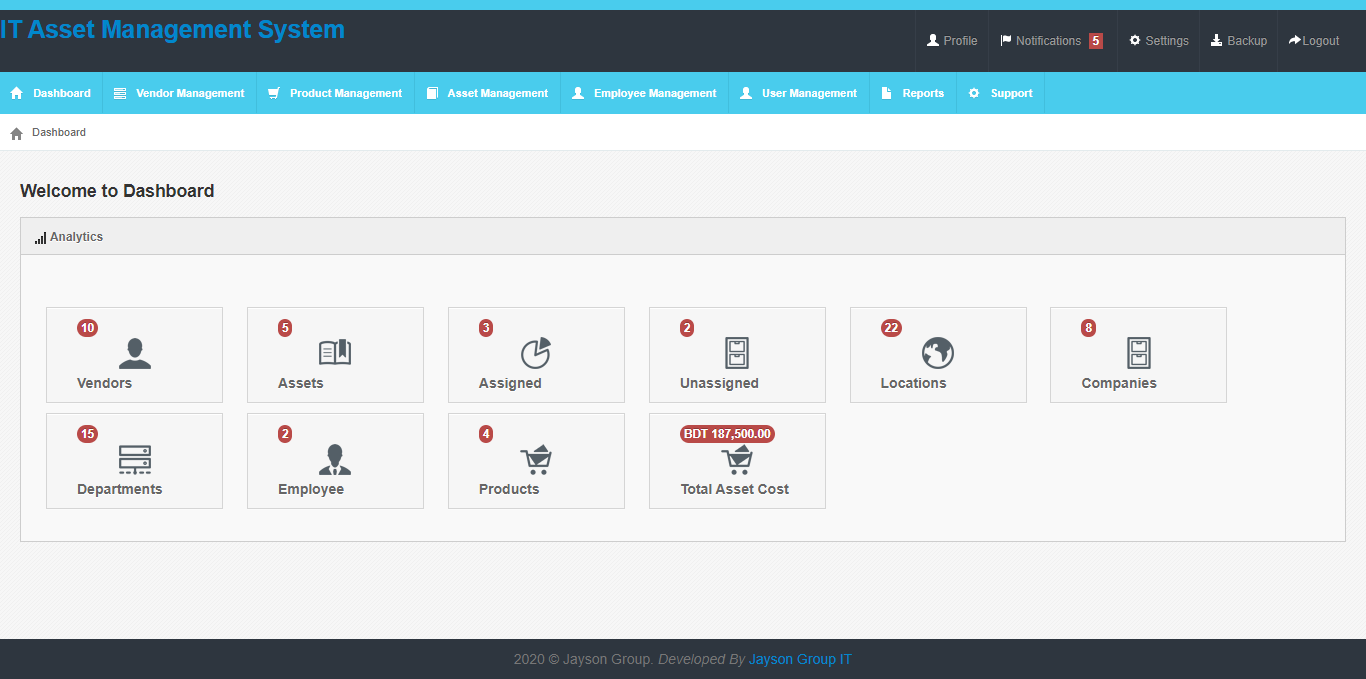 IT Asset Management System
Profile Notifications 5 Settings Backup Logout
Dashboard Vendor Management Product Management Asset Management Employee Management User Management Reports Support
Dashboard
Welcome to Dashboard
Analytics
10 5 3 2 22 8
Vendors Assets Assigned Unassigned Locations Companies
15 2 4 BDT 187,500.00
Departments Employee Products Total Asset Cost
2020 © Jayson Group. Developed By Jayson Group IT